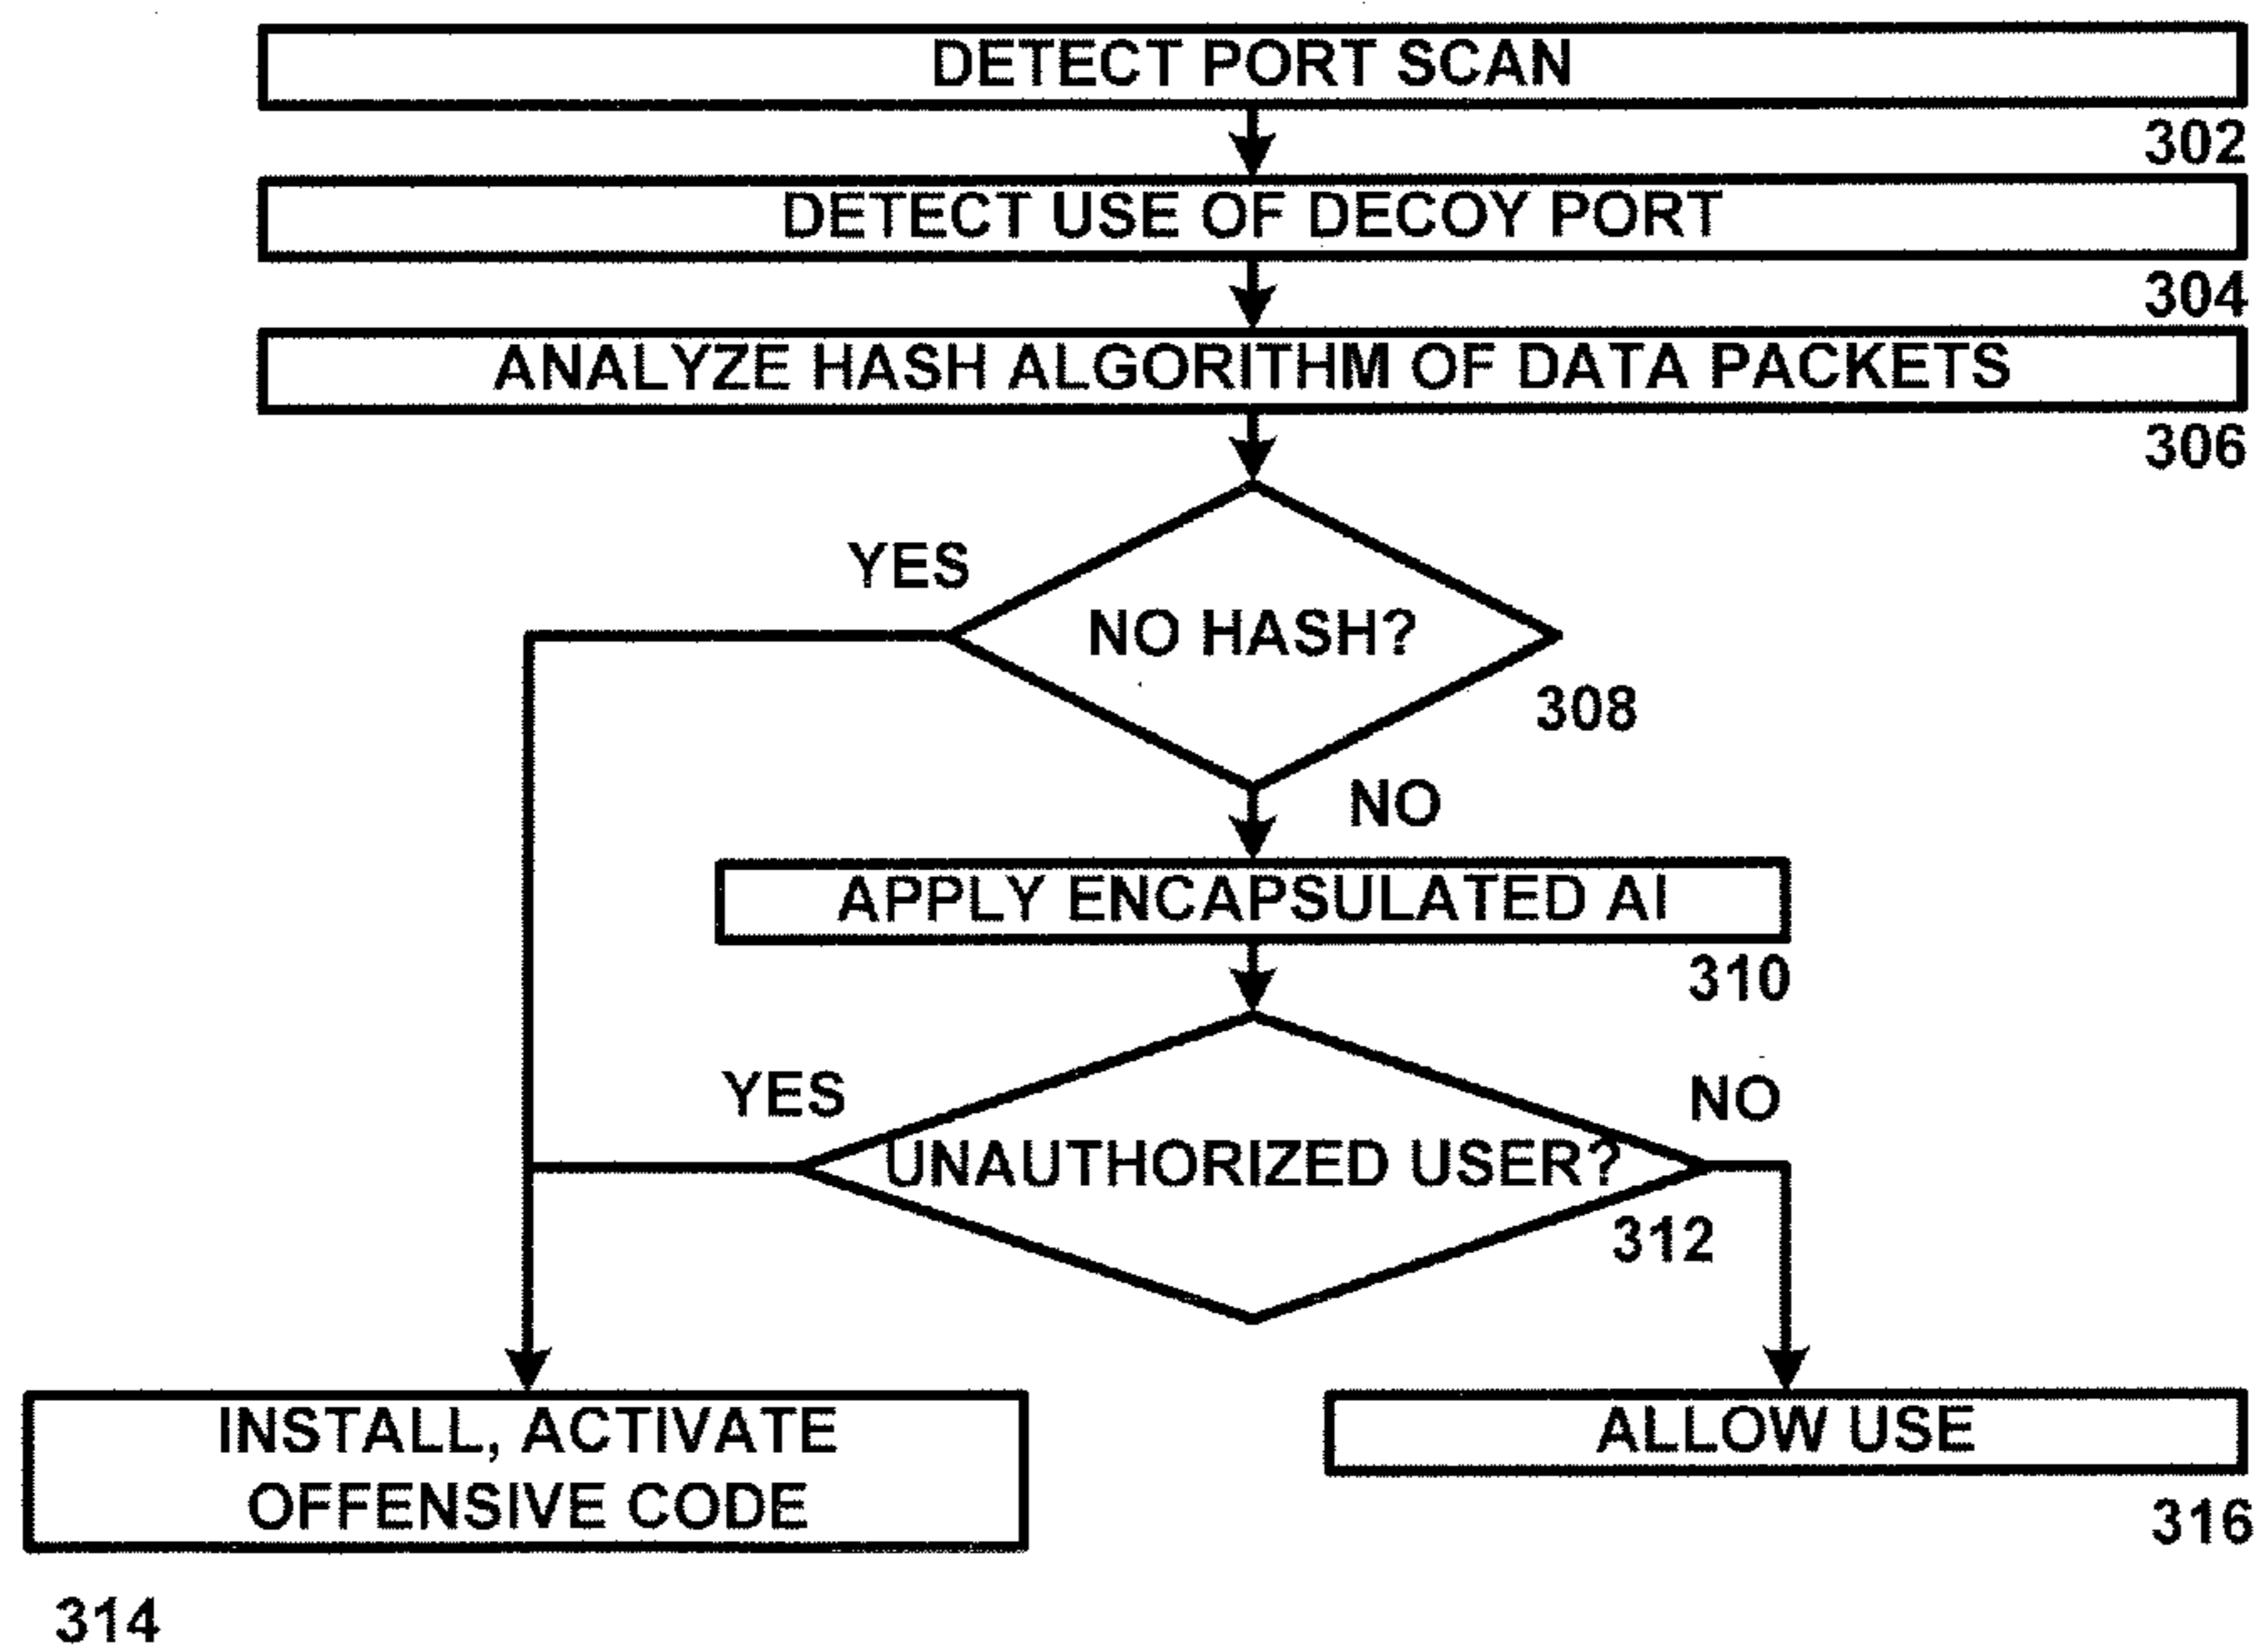 DETECT PORT SCAN
302
DETECT USE OF DECOY PORT
304
ANALYZE HASH ALGORITHM OF DATA PACKETS
306
YES
NO HASH?
308
NO
APPLY ENCAPSULATED AI
310
YES
NO
UNAUTHORIZED USER?
312
INSTALL, ACTIVATE
OFFENSIVE CODE
314
ALLOW USE
316